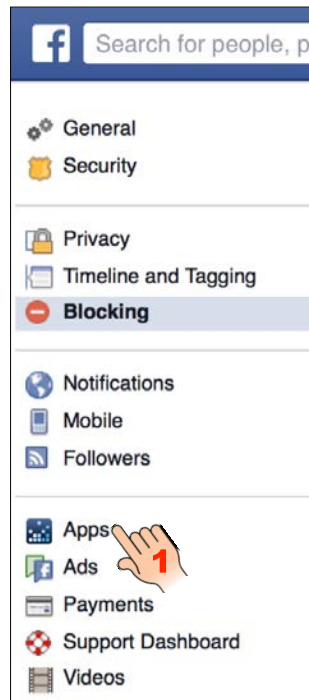 f
Search for people, p
General
Security
Privacy
Timeline and Tagging
Blocking
Notifications
Mobile
Followers
Apps
1
Ads
Payments
Support Dashboard
Videos